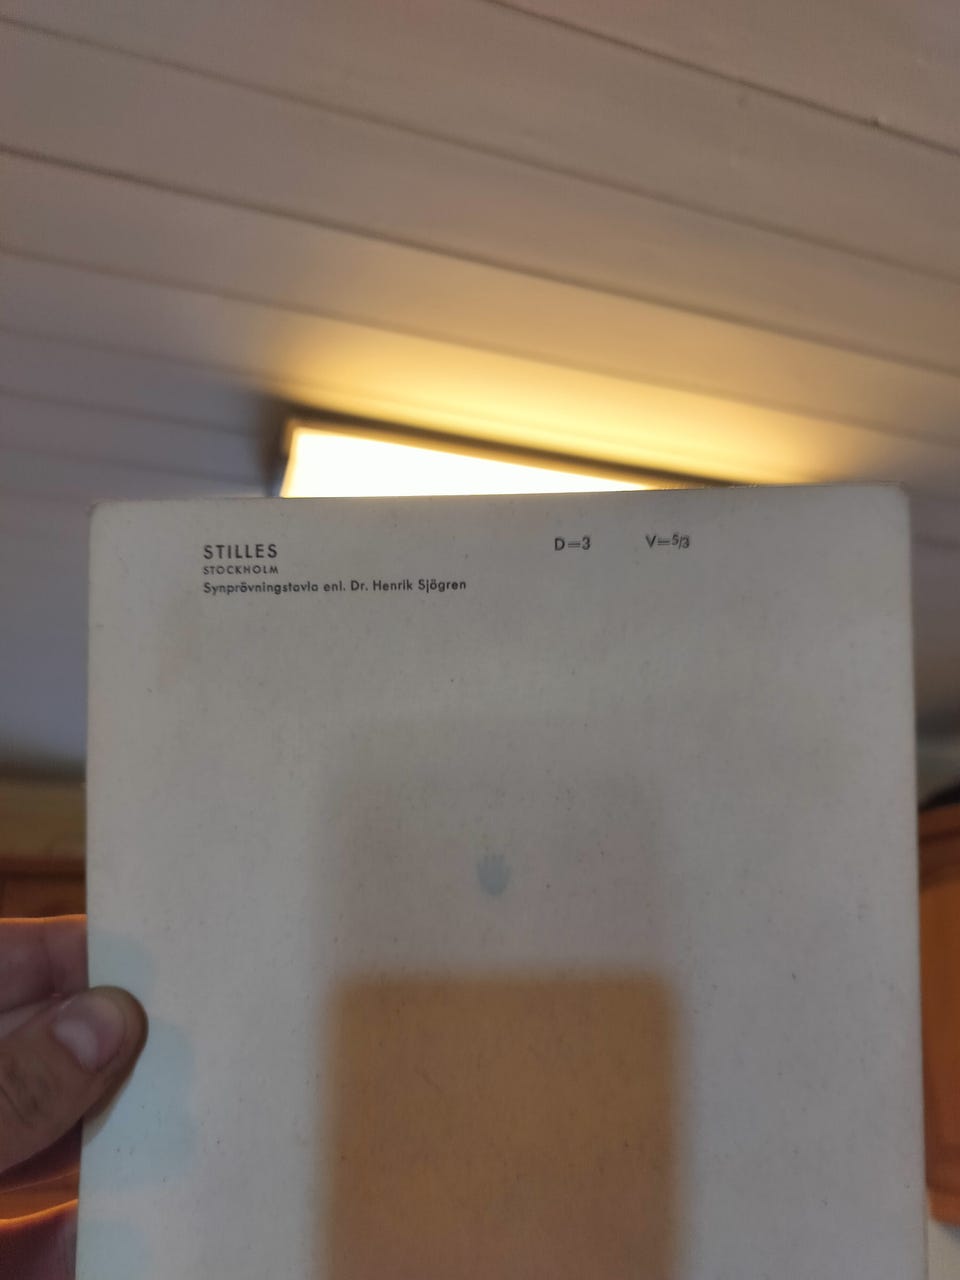 STILLES
STOCKHOLM
Synprövningstavla enl. Dr. Henrik Sjögren
D=3 V=5/3